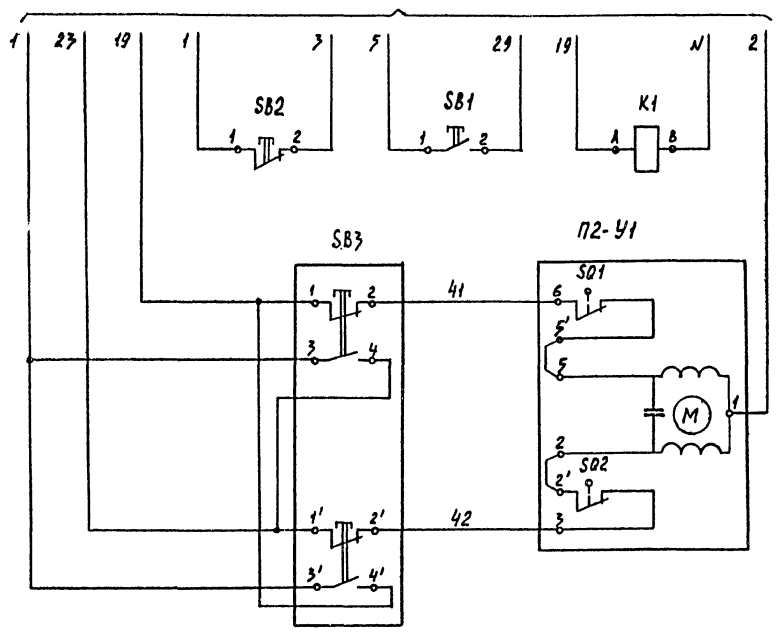 1 23 19 1 3 5 29 19 N 2
SB2 SB1 K1
1 2 1 2 A B
SB3 П2-У1
1 2 41 6 SQ1
5'
3 4 5
1
M
2
SQ2
2'
1' 2' 42 3
3' 4'